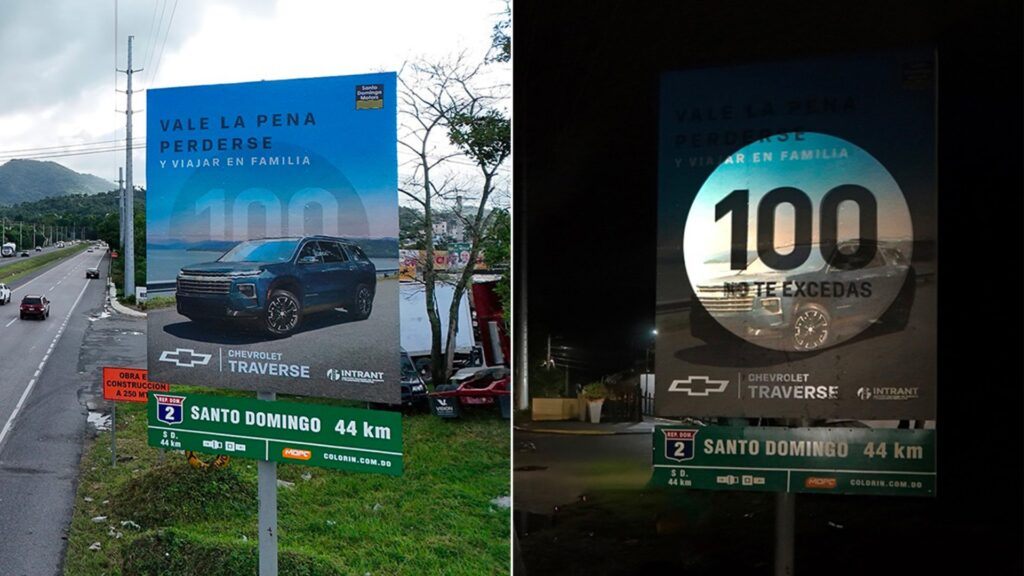 Santo
Domingo
Motors
VALE LA PENA
PERDERSE
Y VIAJAR EN FAMILIA
100
CHEVROLET
TRAVERSE
INTRANT
OBRA E
CONSTRUCCIÓN
A 250 M
REP. DOM.
2
SANTO DOMINGO 44 km
S.D.
44 km
MOPC
COLORIN.COM.DO
VISION
VALE LA PENA
PERDERSE
Y VIAJAR EN FAMILIA
100
NO TE EXCEDAS
CHEVROLET
TRAVERSE
INTRANT
REP. DOM.
2
SANTO DOMINGO 44 km
S.D.
44 km
MOPC
COLORIN.COM.DO